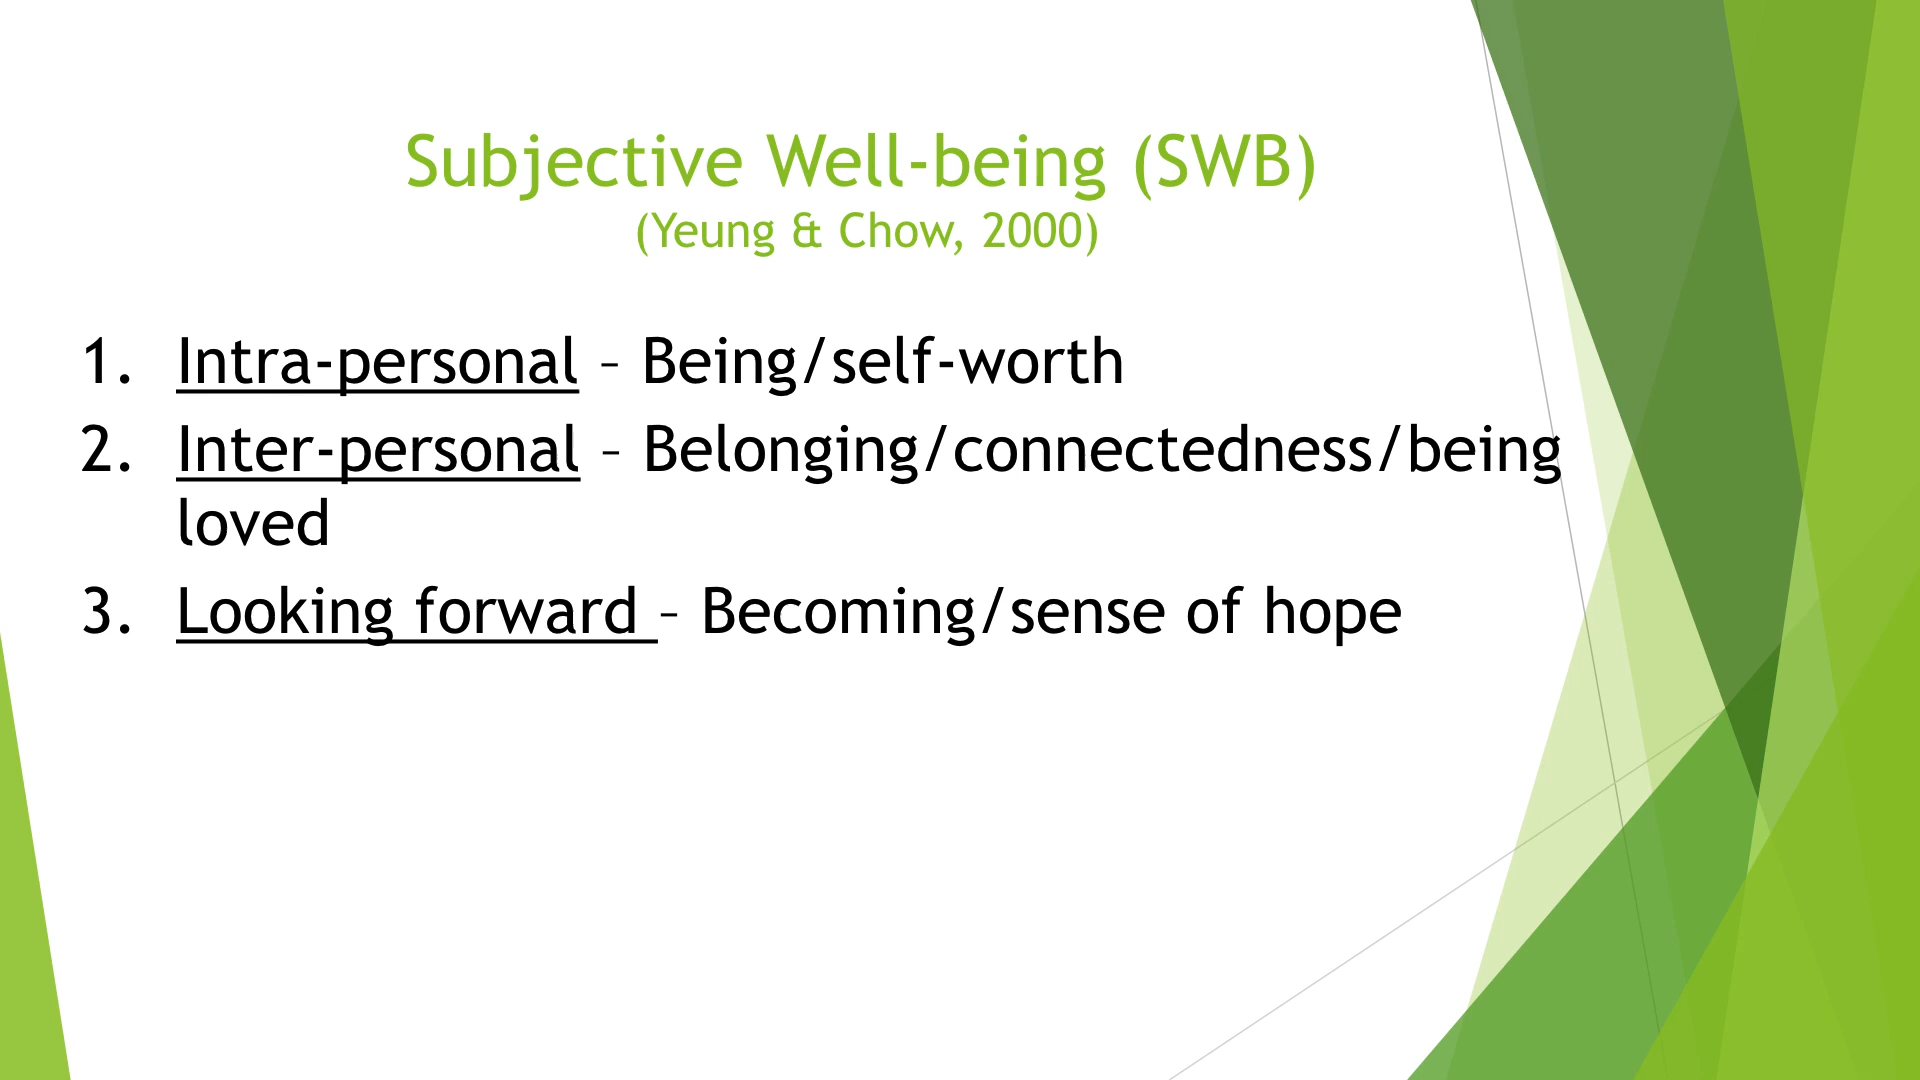 Subjective Well-being (SWB)
(Yeung & Chow, 2000)
1. Intra-personal – Being/self-worth
2. Inter-personal – Belonging/connectedness/being
loved
3. Looking forward – Becoming/sense of hope